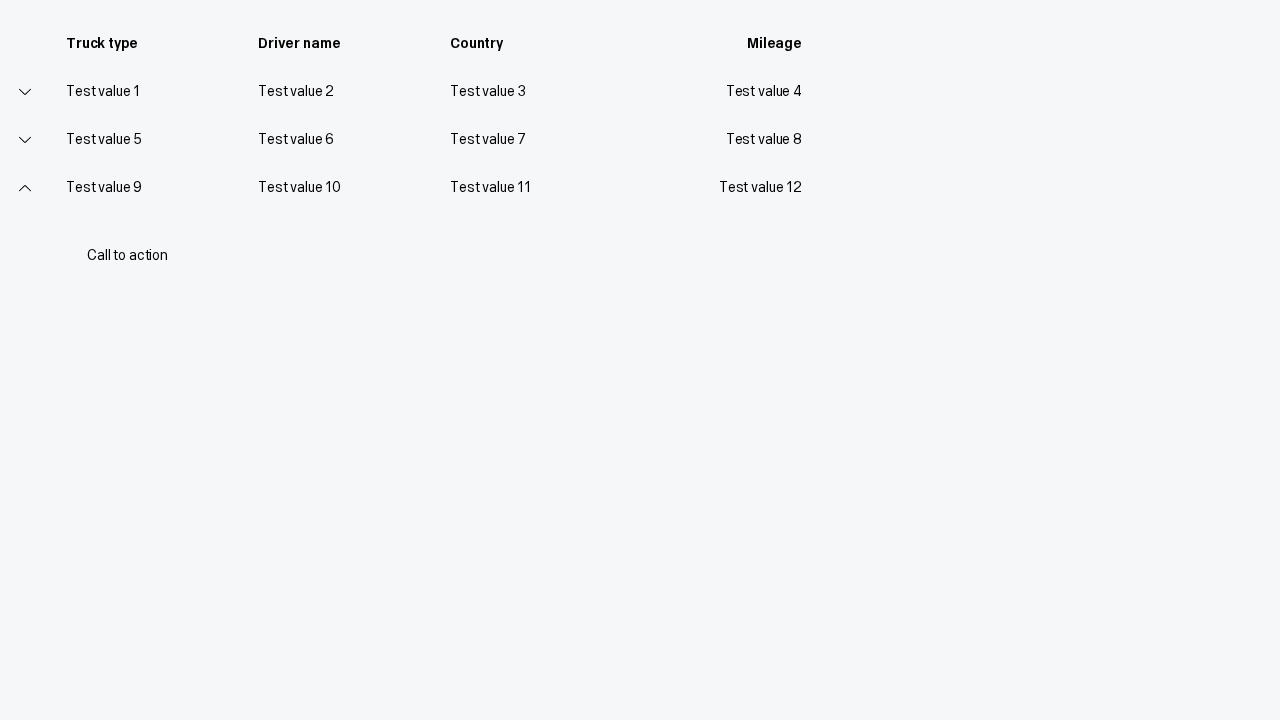 Truck type Driver name Country Mileage
Test value 1 Test value 2 Test value 3 Test value 4
Test value 5 Test value 6 Test value 7 Test value 8
Test value 9 Test value 10 Test value 11 Test value 12
Call to action